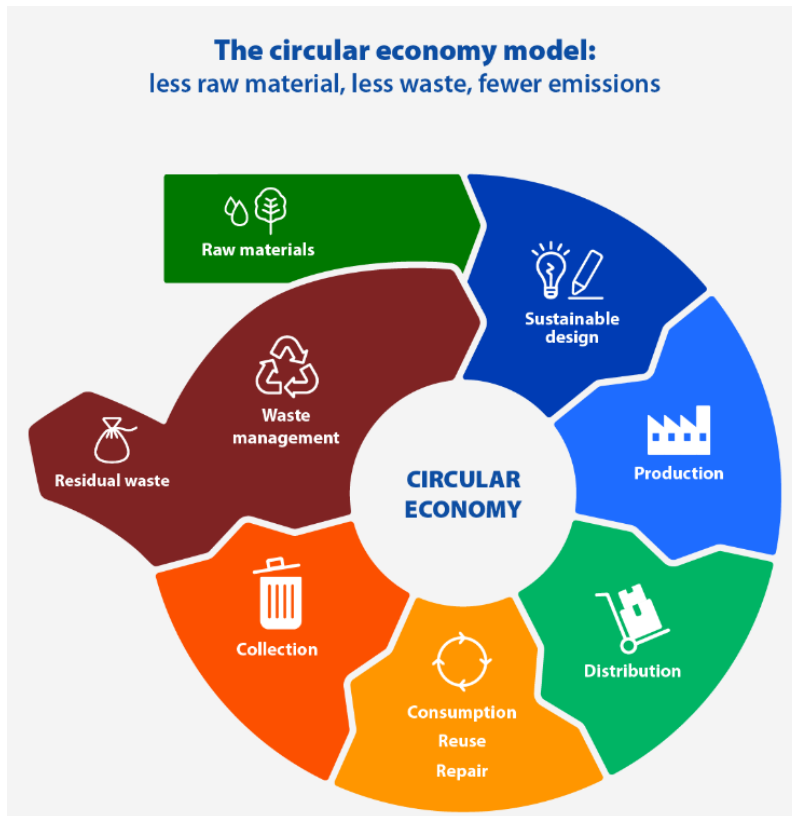 The circular economy model:
less raw material, less waste, fewer emissions
Raw materials
Sustainable
design
Production
Distribution
Consumption
Reuse
Repair
Collection
Waste
management
Residual waste
CIRCULAR
ECONOMY